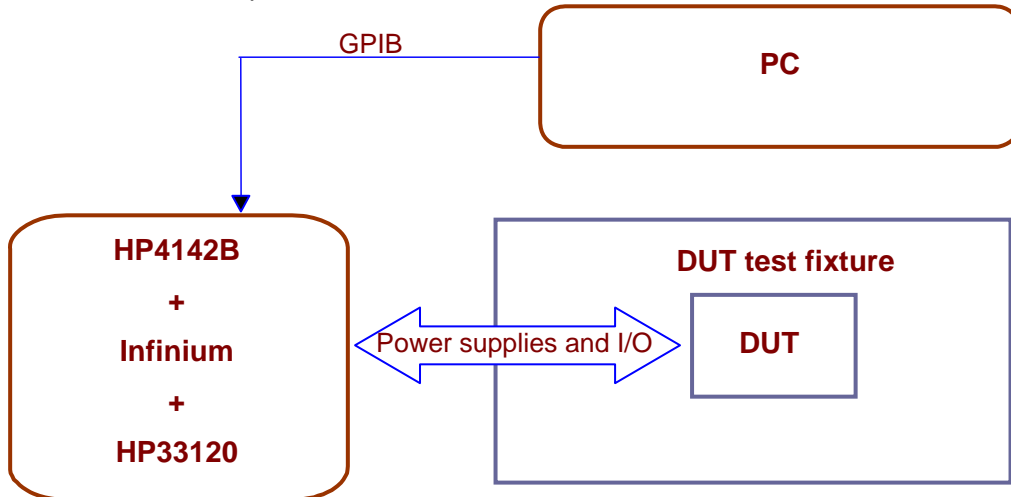 GPIB
PC
HP4142B
+
Infinium
+
HP33120
Power supplies and I/O
DUT test fixture
DUT